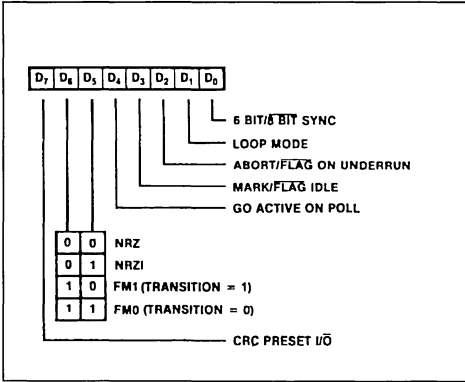 D7 D6 D5 D4 D3 D2 D1 D0
6 BIT/8 BIT SYNC
LOOP MODE
ABORT/FLAG ON UNDERRUN
MARK/FLAG IDLE
GO ACTIVE ON POLL
0 0 NRZ
0 1 NRZI
1 0 FM1 (TRANSITION = 1)
1 1 FM0 (TRANSITION = 0)
CRC PRESET I/O